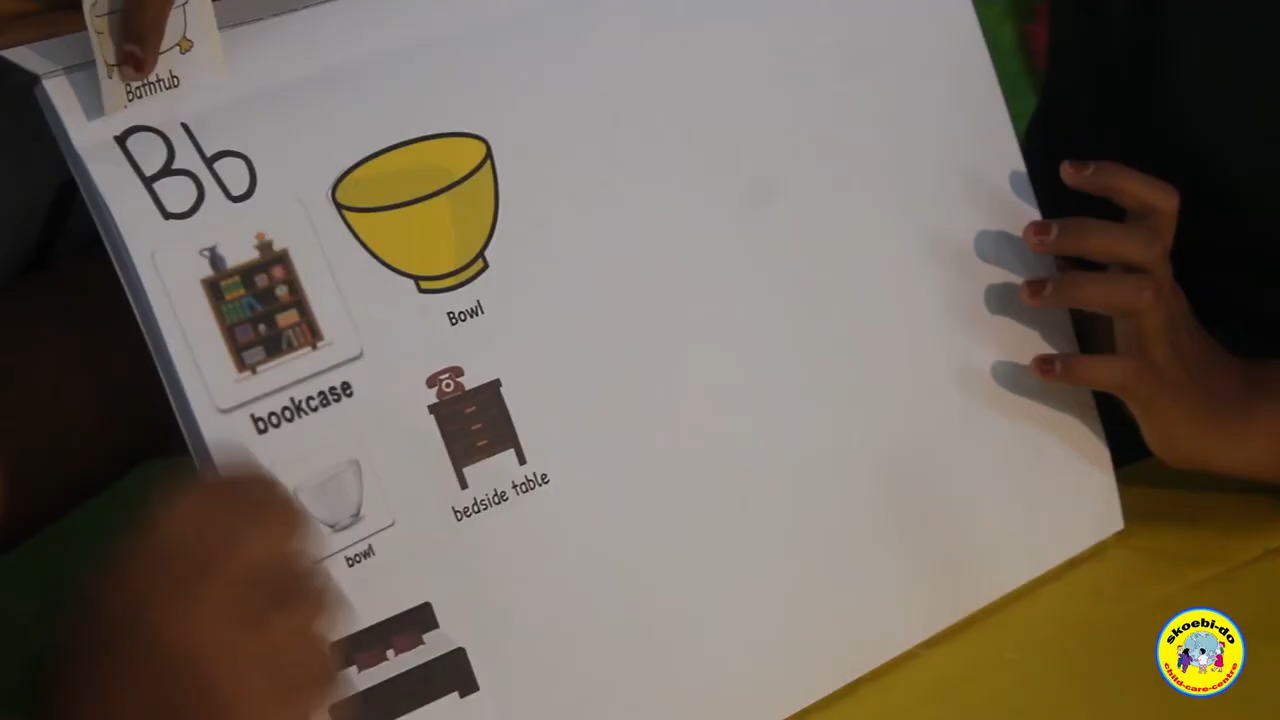 Bathtub
Bb
Bowl
bookcase
bedside table
bowl
skoebi-do
child-care-centre